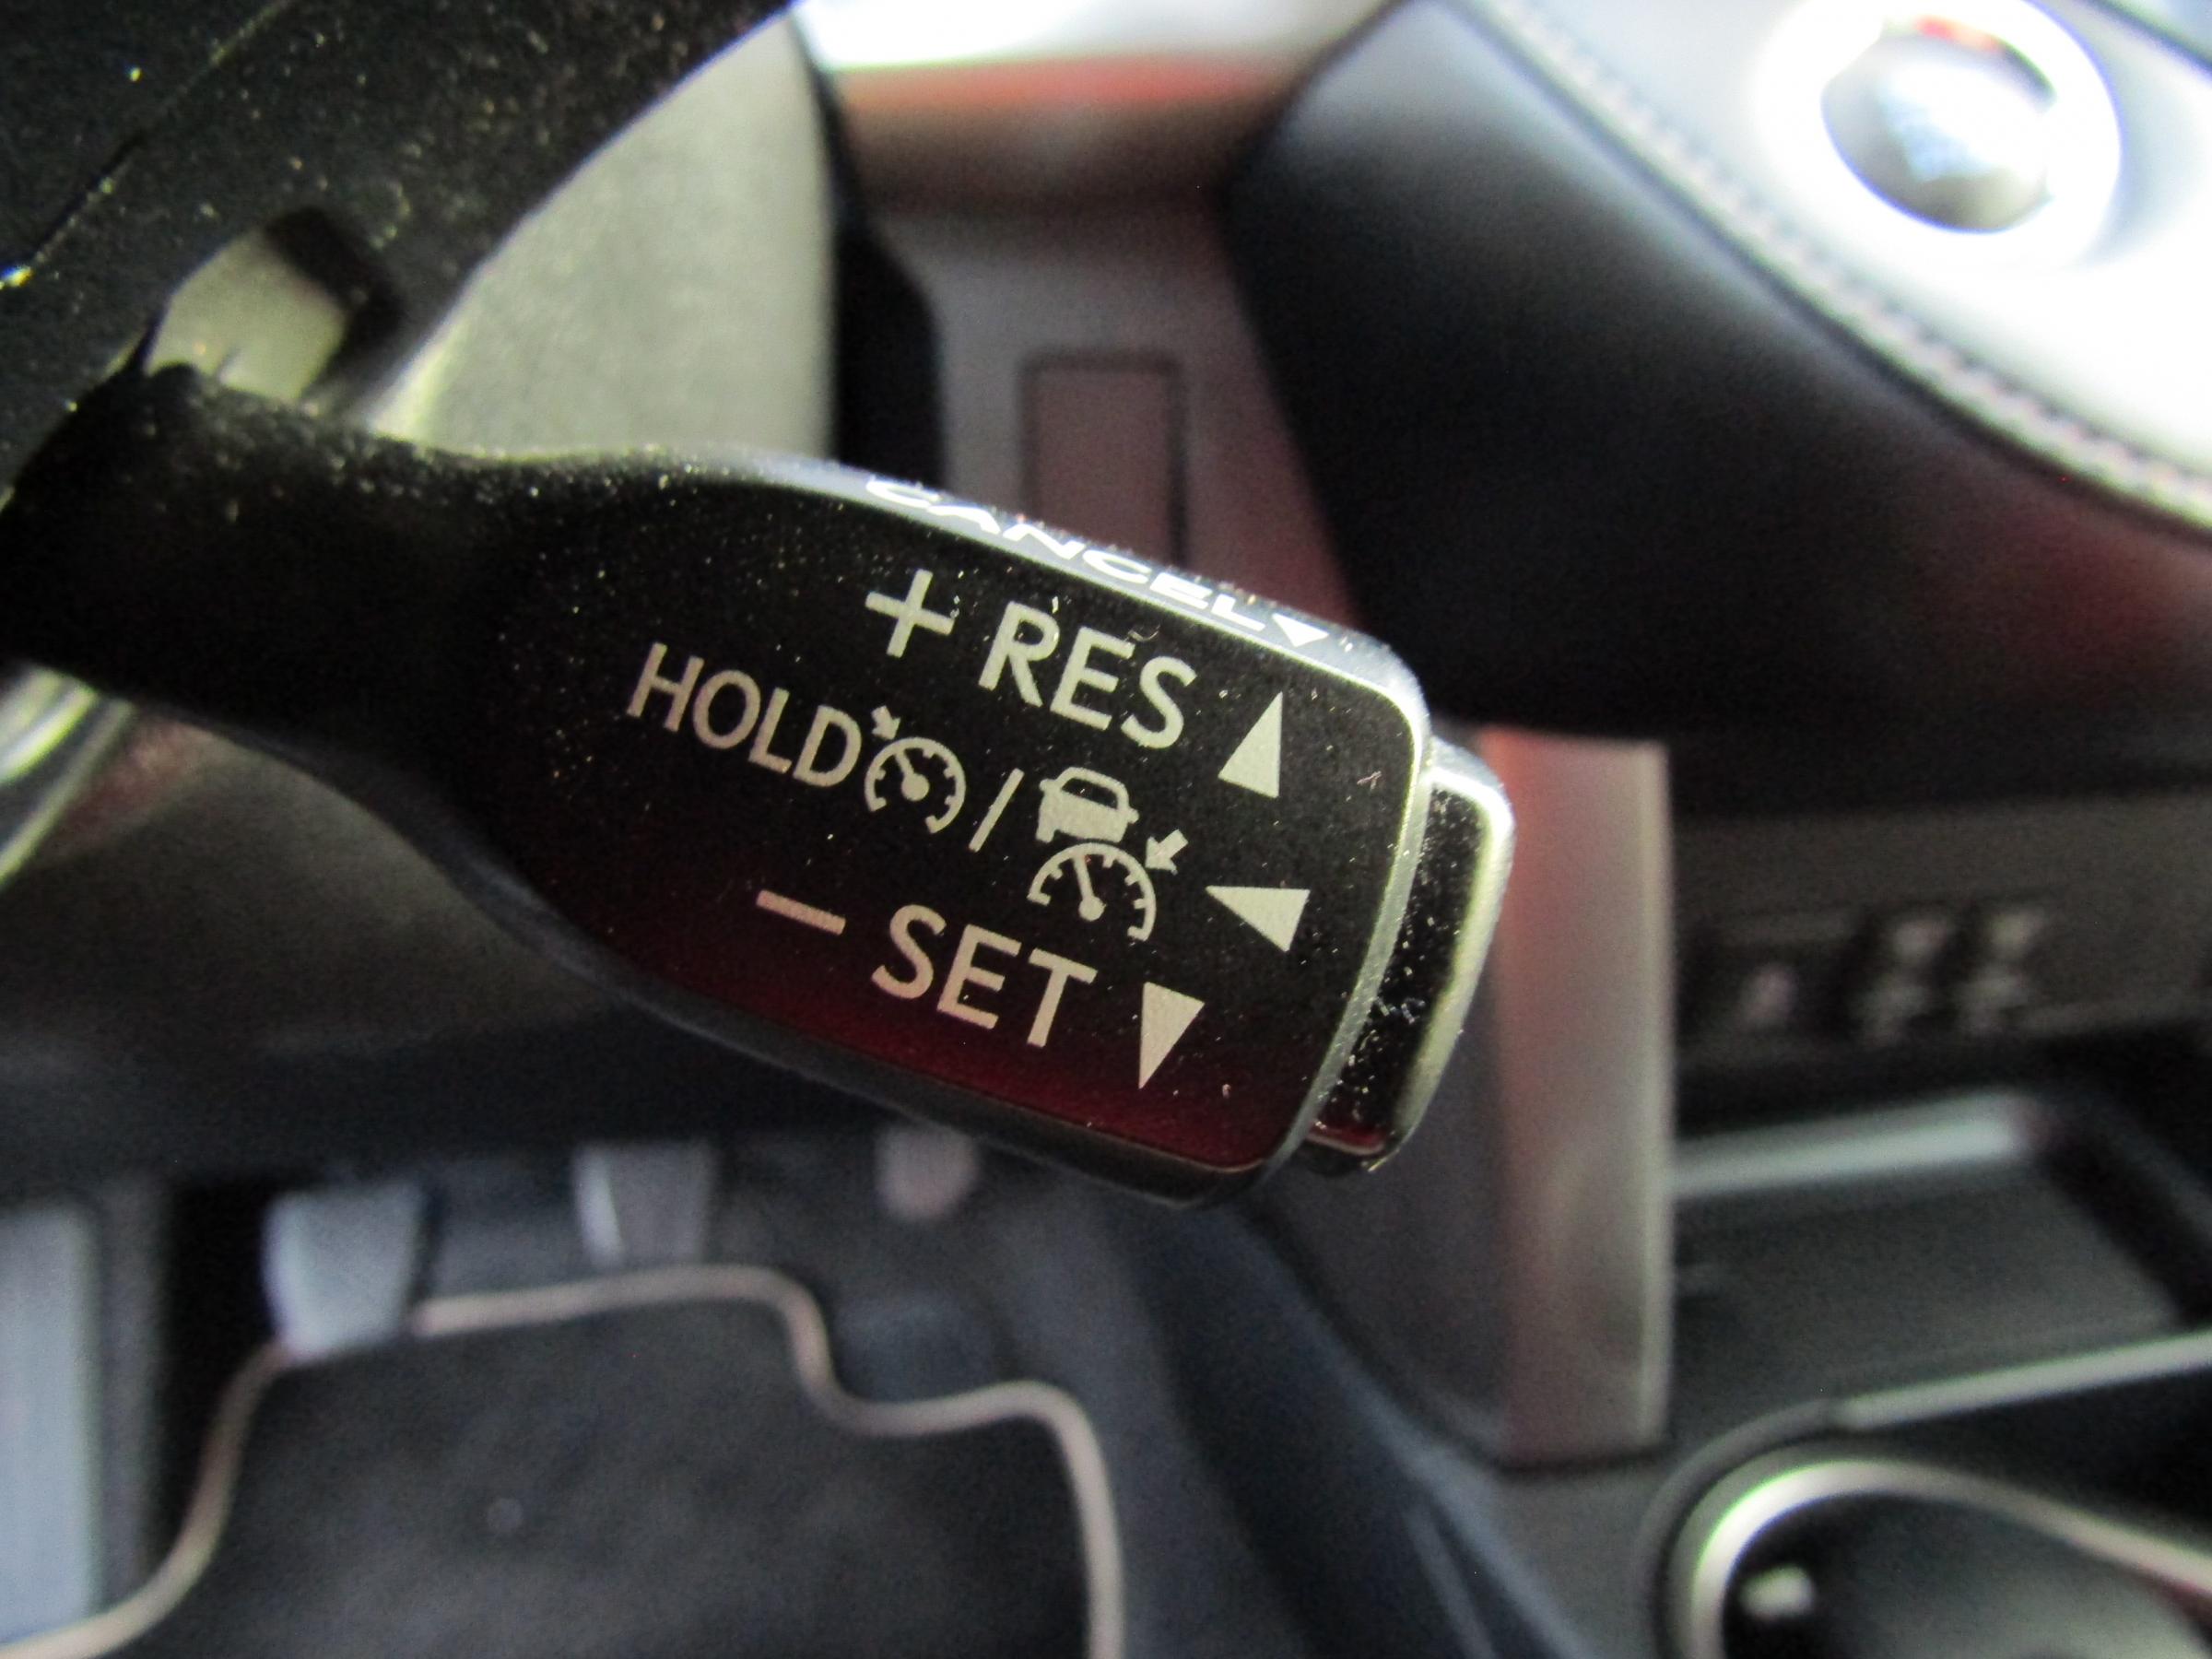 CANCEL
+ RES
HOLD /
− SET